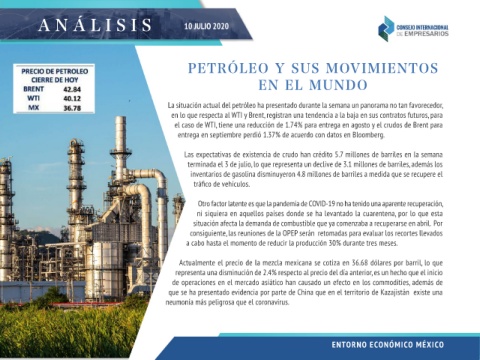 ANÁLISIS
10 JULIO 2020
CONSEJO INTERNACIONAL
DE EMPRESARIOS
PRECIO DE PETROLEO
CIERRE DE HOY
BRENT 42.84
WTI 40.12
MX 36.78
PETRÓLEO Y SUS MOVIMIENTOS
EN EL MUNDO
La situación actual del petróleo ha presentado durante la semana un panorama no tan favorecedor,
en lo que respecta al WTI y Brent, registran una tendencia a la baja en sus contratos futuros, para
el caso de WTI, tiene una reducción de 1.74% para entrega en agosto y el crudos de Brent para
entrega en septiembre perdió 1.37% de acuerdo con datos en Bloomberg.
Las expectativas de existencia de crudo han crédito 5.7 millones de barriles en la semana
terminada el 3 de julio, lo que representa un declive de 3.1 millones de barriles, además los
inventarios de gasolina disminuyeron 4.8 millones de barriles a medida que se recupere el
tráfico de vehículos.
Otro factor latente es que la pandemia de COVID-19 no ha tenido una aparente recuperación,
ni siquiera en aquellos países donde se ha levantado la cuarentena, por lo que esta
situación afecta la demanda de combustible que ya comenzaba a recuperarse en abril. Por
consiguiente, las reuniones de la OPEP serán retomadas para evaluar los recortes llevados
a cabo hasta el momento de reducir la producción 30% durante tres meses.
Actualmente el precio de la mezcla mexicana se cotiza en 36.68 dólares por barril, lo que
representa una disminución de 2.4% respecto al precio del día anterior, es un hecho que el inicio
de operaciones en el mercado asiático han causado un efecto en los commodities, además de
que se ha presentado evidencia por parte de China que en el territorio de Kazajistán existe una
neumonía más peligrosa que el coronavirus.
ENTORNO ECONÓMICO MÉXICO